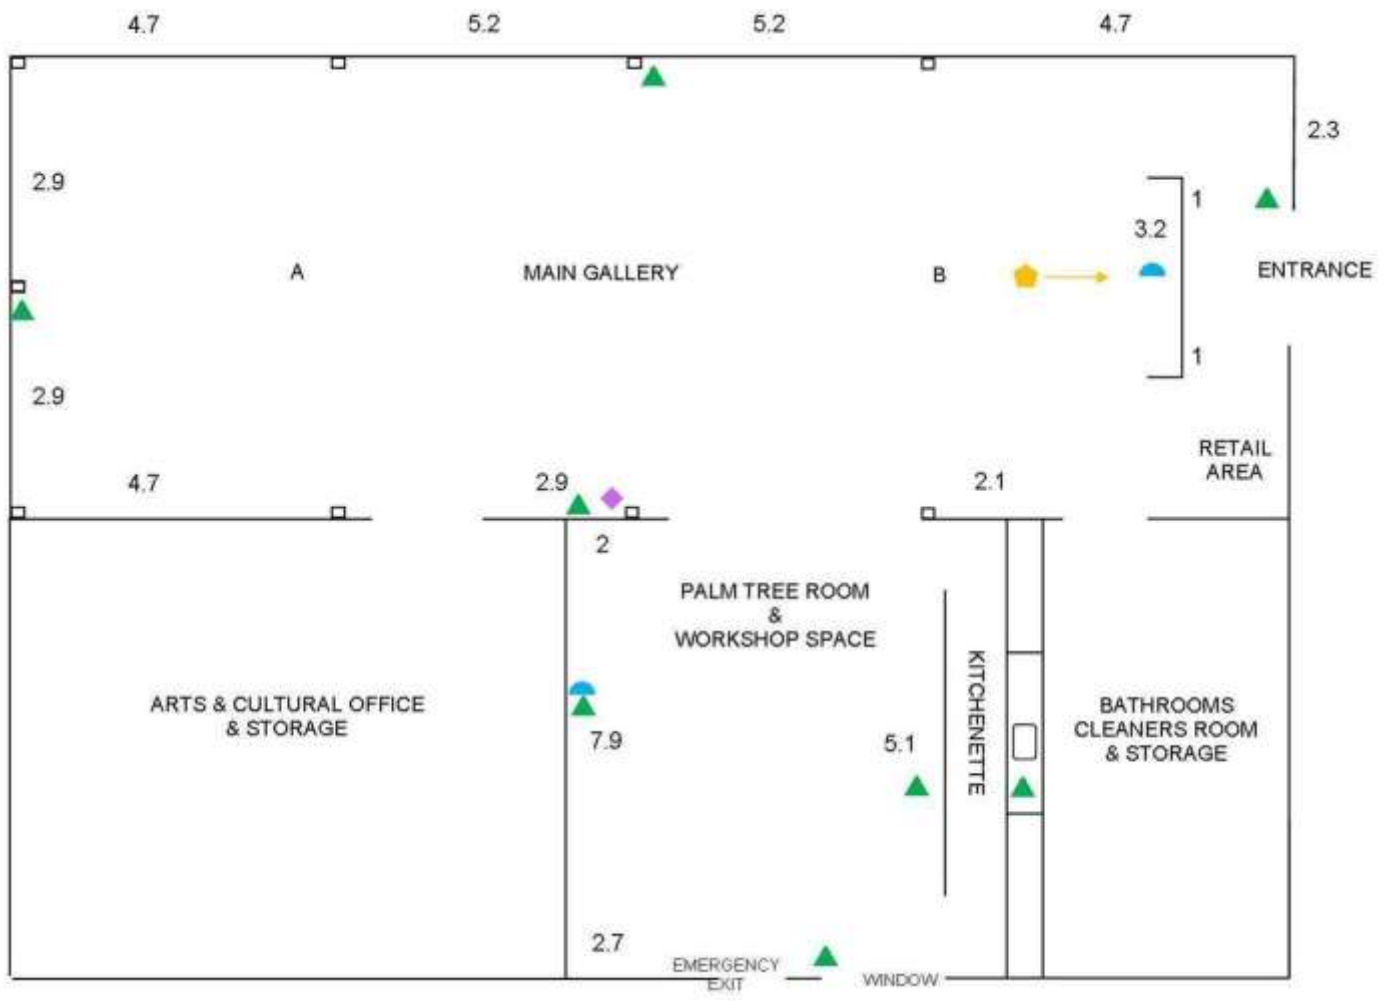 4.7 5.2 5.2 4.7
2.3
2.9
1
3.2
A MAIN GALLERY B ENTRANCE
1
2.9
RETAIL
AREA
4.7 2.9 2.1
2
PALM TREE ROOM
&
WORKSHOP SPACE
KITCHENETTE
ARTS & CULTURAL OFFICE
& STORAGE
BATHROOMS
CLEANERS ROOM
& STORAGE
7.9 5.1
2.7
EMERGENCY
EXIT
WINDOW